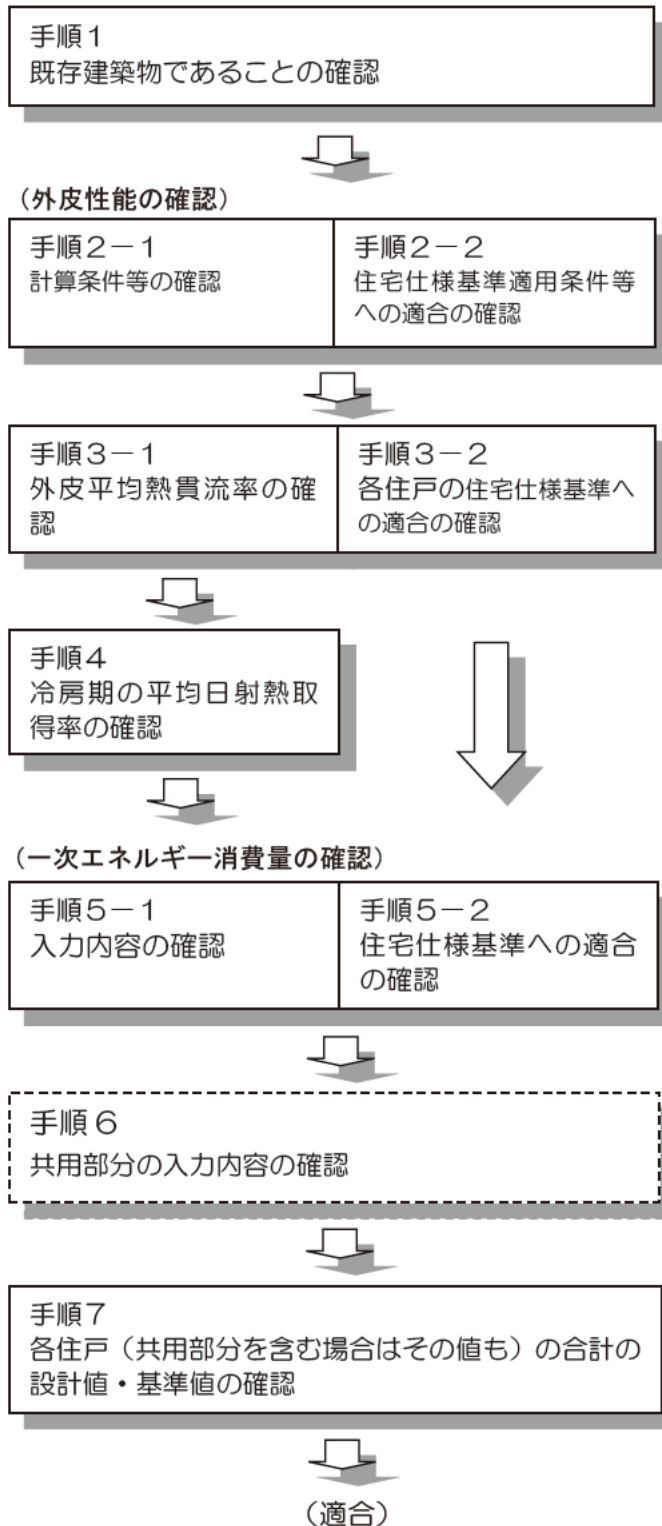 手順1
既存建築物であることの確認
(外皮性能の確認)
手順2-1
計算条件等の確認
手順2-2
住宅仕様基準適用条件等
への適合の確認
手順3-1
外皮平均熱貫流率の確
認
手順3-2
各住戸の住宅仕様基準へ
の適合の確認
手順4
冷房期の平均日射熱取
得率の確認
(一次エネルギー消費量の確認)
手順5-1
入力内容の確認
手順5-2
住宅仕様基準への適合
の確認
手順6
共用部分の入力内容の確認
手順7
各住戸(共用部分を含む場合はその値も)の合計の
設計値・基準値の確認
(適合)